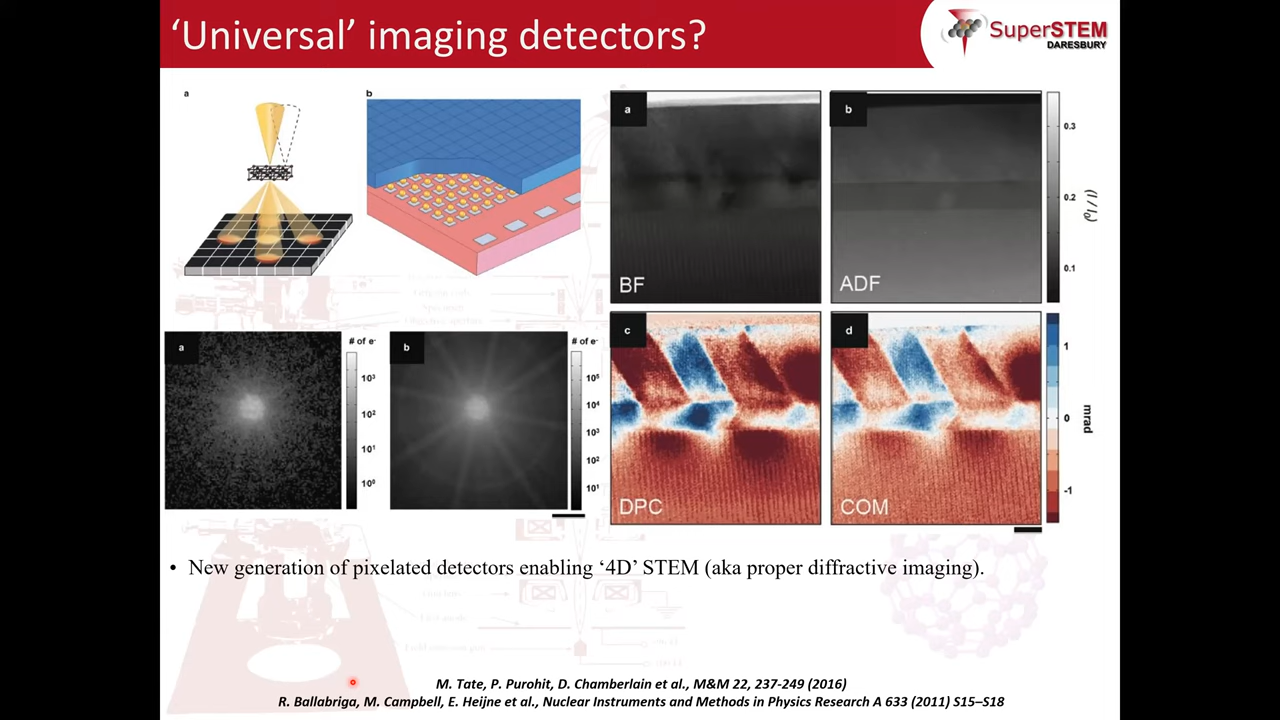 ‘Universal’ imaging detectors?
SuperSTEM
DARESBURY
a
b
a
BF
b
ADF
0.3
0.2
0.1
(I / I₀)
a
# of e-
10³
10²
10¹
10⁰
b
# of e-
10⁵
10⁴
10³
10²
10¹
c
DPC
d
COM
1
0
-1
mrad
• New generation of pixelated detectors enabling ‘4D’ STEM (aka proper diffractive imaging).
M. Tate, P. Purohit, D. Chamberlain et al., M&M 22, 237-249 (2016)
R. Ballabriga, M. Campbell, E. Heijne et al., Nuclear Instruments and Methods in Physics Research A 633 (2011) S15–S18